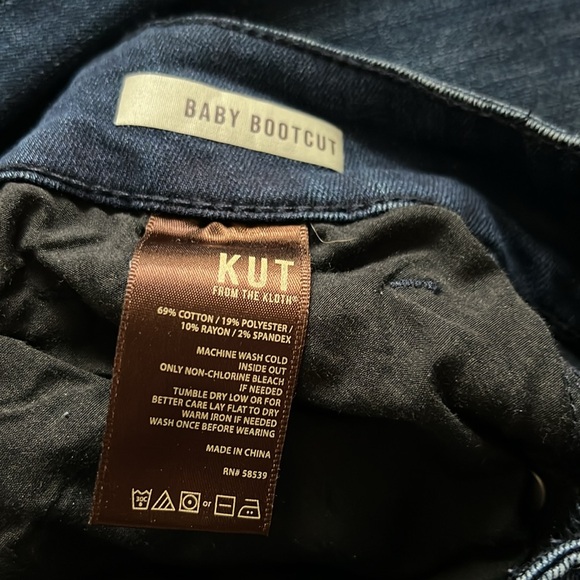 BABY BOOTCUT
KUT
FROM THE KLOTH®
69% COTTON / 19% POLYESTER /
10% RAYON / 2% SPANDEX
MACHINE WASH COLD
INSIDE OUT
ONLY NON-CHLORINE BLEACH
IF NEEDED
TUMBLE DRY LOW OR FOR
BETTER CARE LAY FLAT TO DRY
WARM IRON IF NEEDED
WASH ONCE BEFORE WEARING
MADE IN CHINA
RN# 58539
30C or